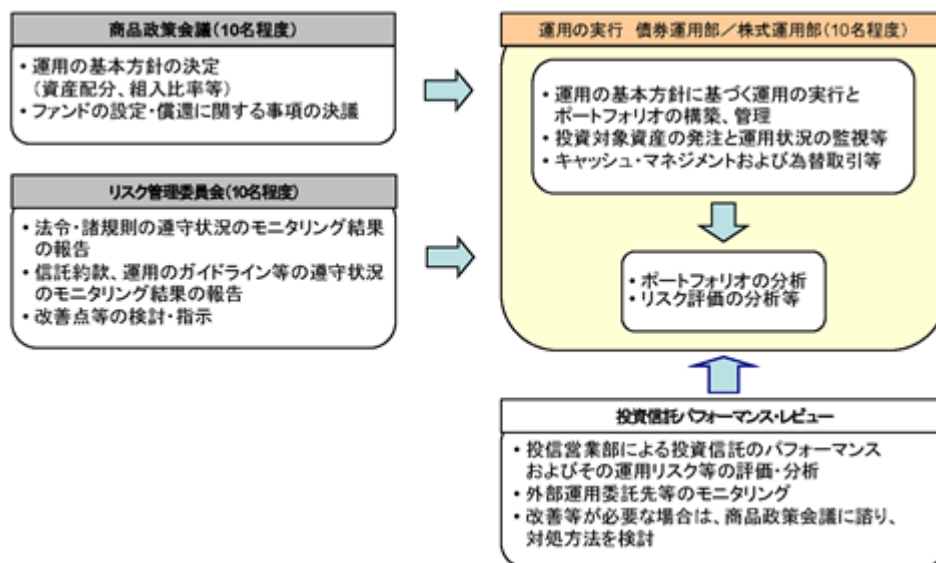 商品政策会議(10名程度)
• 運用の基本方針の決定
(資産配分、組入比率等)
• ファンドの設定・償還に関する事項の決議
リスク管理委員会(10名程度)
• 法令・諸規則の遵守状況のモニタリング結果
の報告
• 信託約款、運用のガイドライン等の遵守状況
のモニタリング結果の報告
• 改善点等の検討・指示
運用の実行 債券運用部/株式運用部(10名程度)
• 運用の基本方針に基づく運用の実行と
ポートフォリオの構築、管理
• 投資対象資産の発注と運用状況の監視等
• キャッシュ・マネジメントおよび為替取引等
• ポートフォリオの分析
• リスク評価の分析等
投資信託パフォーマンス・レビュー
• 投信営業部による投資信託のパフォーマンス
およびその運用リスク等の評価・分析
• 外部運用委託先等のモニタリング
• 改善等が必要な場合は、商品政策会議に諮り、
対処方法を検討